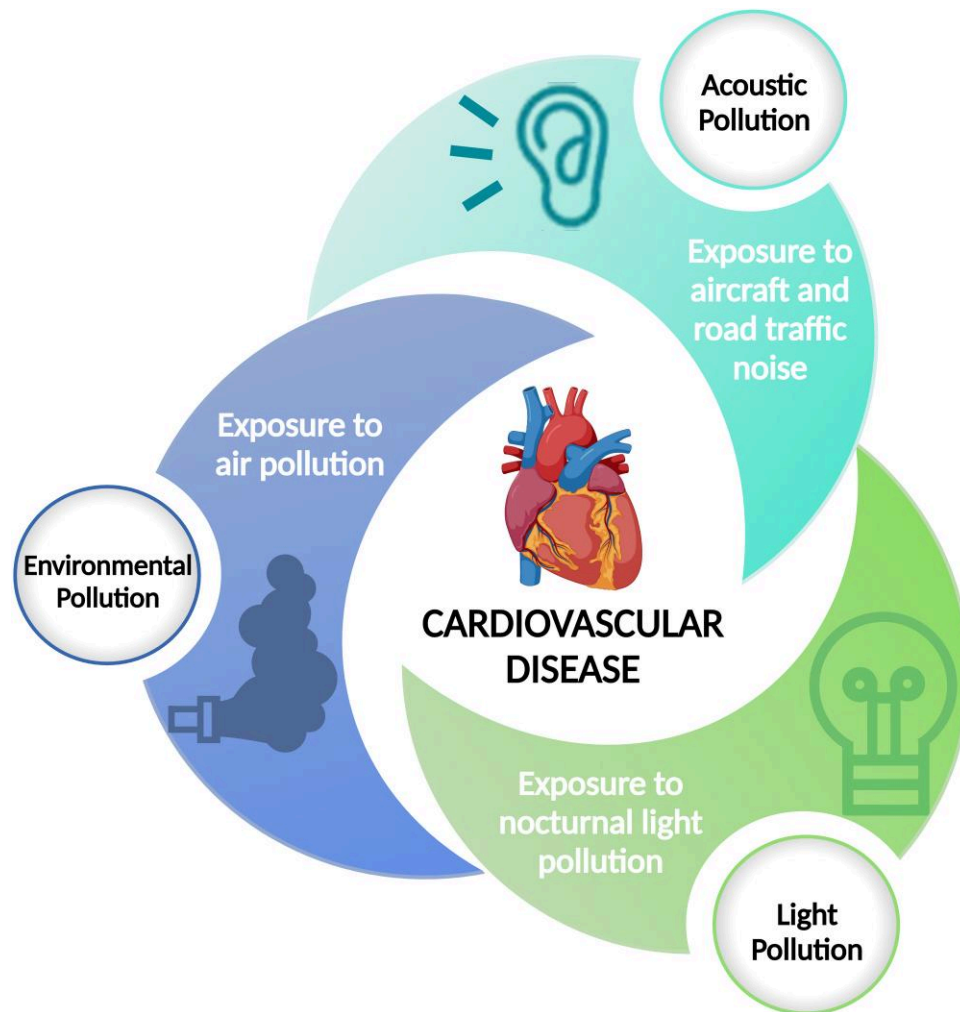 Acoustic
Pollution
Exposure to
aircraft and
road traffic
noise
Exposure to
air pollution
Environmental
Pollution
CARDIOVASCULAR
DISEASE
Exposure to
nocturnal light
pollution
Light
Pollution